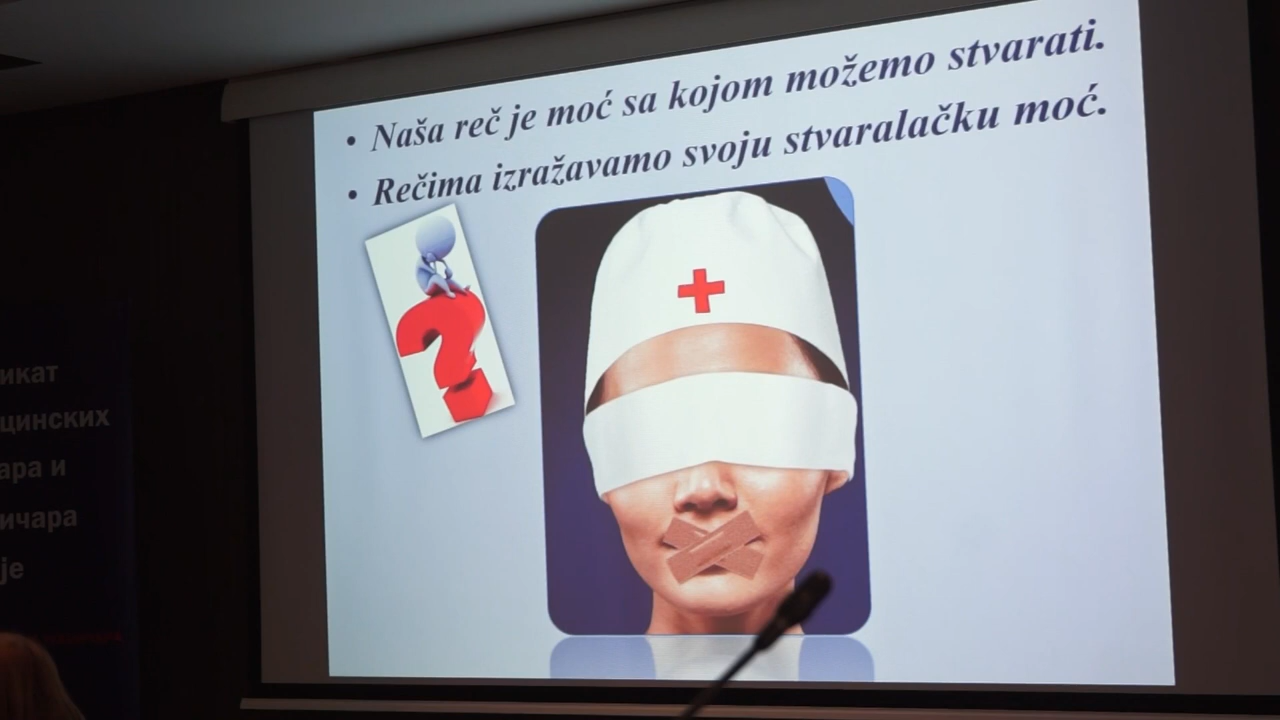 • Naša reč je moć sa kojom možemo stvarati.
• Rečima izražavamo svoju stvaralačku moć.
икат
цинских
ара и
ичара
је